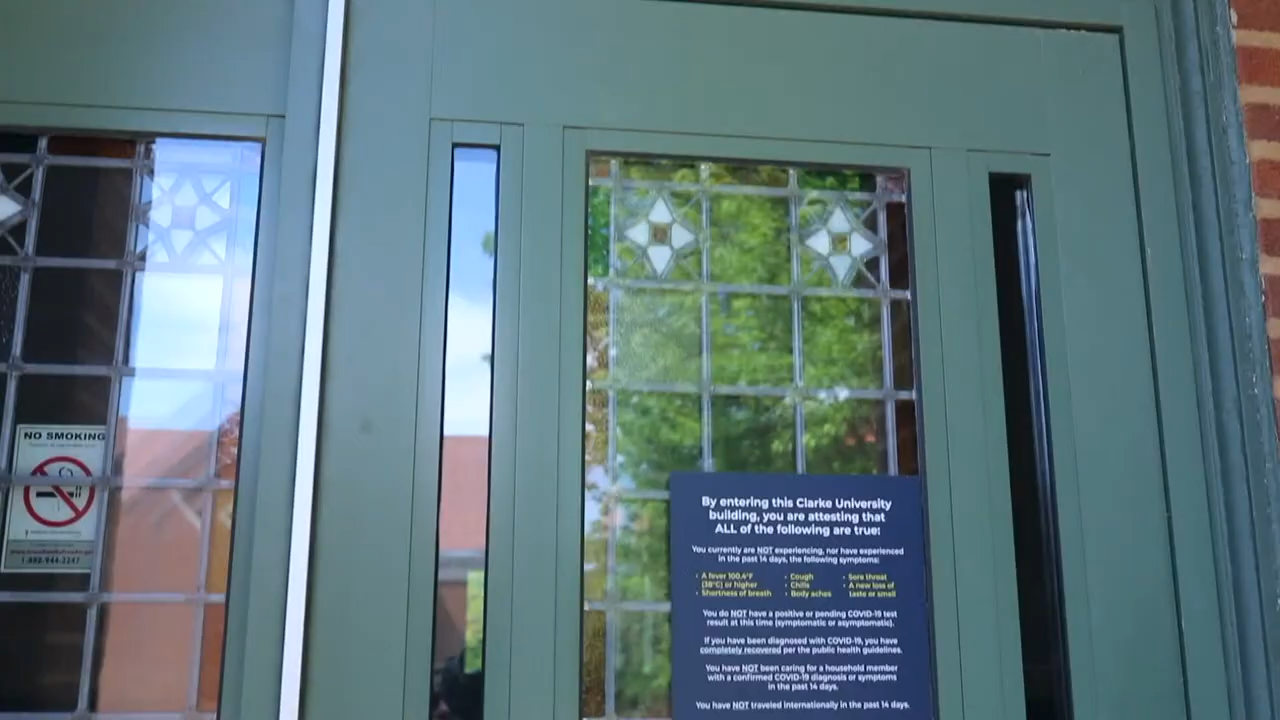 NO SMOKING
1-888-944-2247
By entering this Clarke University
building, you are attesting that
ALL of the following are true:
You currently are NOT experiencing, nor have experienced
in the past 14 days, the following symptoms:
• A fever 100.4°F
(38°C) or higher
• Shortness of breath
• Cough
• Chills
• Body aches
• Sore throat
• A new loss of
taste or smell
You do NOT have a positive or pending COVID-19 test
result at this time (symptomatic or asymptomatic).
If you have been diagnosed with COVID-19, you have
completely recovered per the public health guidelines.
You have NOT been caring for a household member
with a confirmed COVID-19 diagnosis or symptoms
in the past 14 days.
You have NOT traveled internationally in the past 14 days.